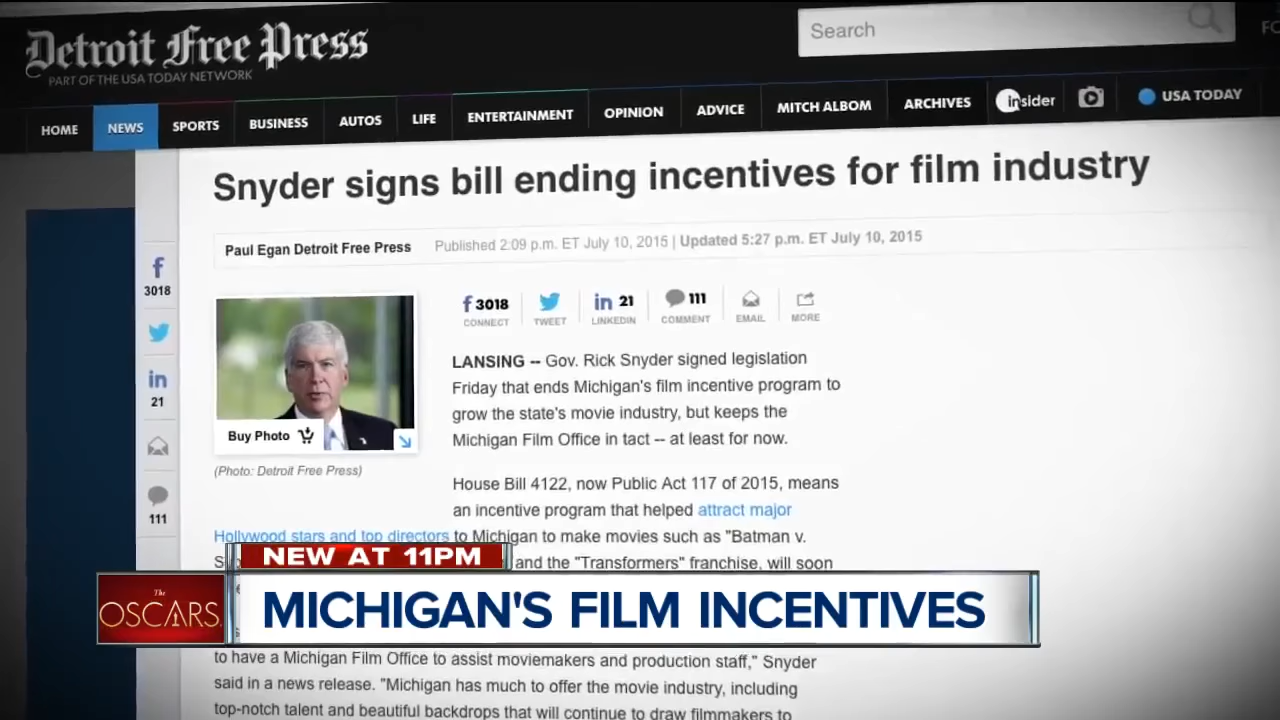 Detroit Free Press
PART OF THE USA TODAY NETWORK
Search
HOME NEWS SPORTS BUSINESS AUTOS LIFE ENTERTAINMENT OPINION ADVICE MITCH ALBOM ARCHIVES insider USA TODAY
Snyder signs bill ending incentives for film industry
Paul Egan Detroit Free Press Published 2:09 p.m. ET July 10, 2015 | Updated 5:27 p.m. ET July 10, 2015
3018
21
111
3018 21 111
CONNECT TWEET LINKEDIN COMMENT EMAIL MORE
Buy Photo
(Photo: Detroit Free Press)
LANSING -- Gov. Rick Snyder signed legislation
Friday that ends Michigan's film incentive program to
grow the state's movie industry, but keeps the
Michigan Film Office in tact -- at least for now.
House Bill 4122, now Public Act 117 of 2015, means
an incentive program that helped attract major
Hollywood stars and top directors to Michigan to make movies such as "Batman v.
and the "Transformers" franchise, will soon
NEW AT 11PM
The
OSCARS
MICHIGAN'S FILM INCENTIVES
to have a Michigan Film Office to assist moviemakers and production staff," Snyder
said in a news release. "Michigan has much to offer the movie industry, including
top-notch talent and beautiful backdrops that will continue to draw filmmakers to